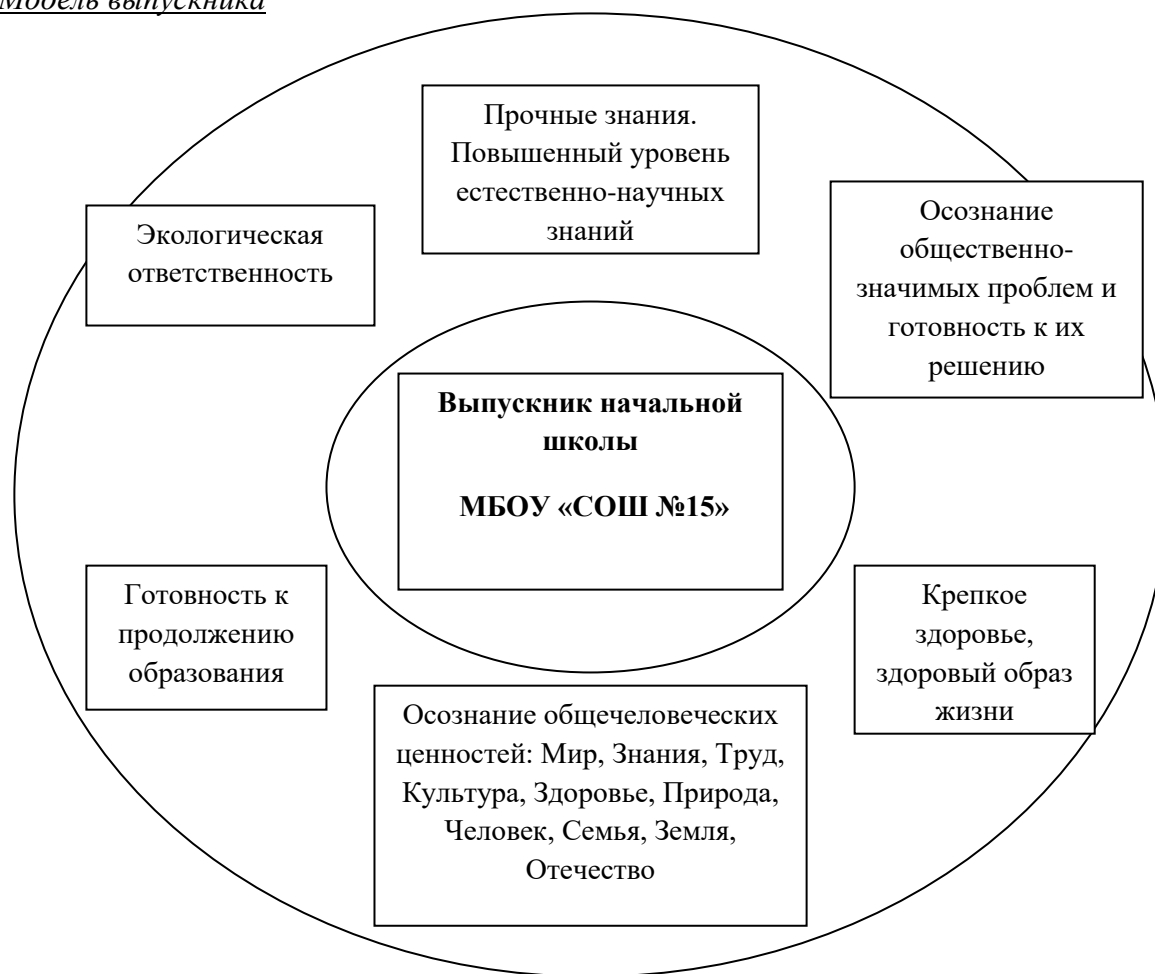 Модель выпускника
Прочные знания.
Повышенный уровень
естественно-научных
знаний
Экологическая
ответственность
Осознание
общественно-
значимых проблем и
готовность к их
решению
Выпускник начальной
школы
МБОУ «СОШ №15»
Готовность к
продолжению
образования
Крепкое
здоровье,
здоровый образ
жизни
Осознание общечеловеческих
ценностей: Мир, Знания, Труд,
Культура, Здоровье, Природа,
Человек, Семья, Земля,
Отечество